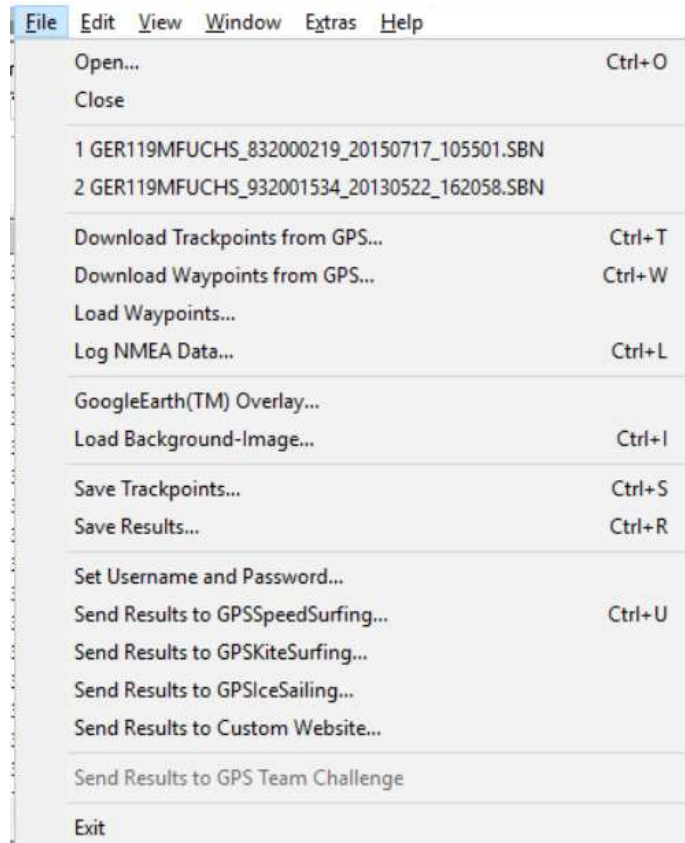 File Edit View Window Extras Help
Open... Ctrl+O
Close
1 GER119MFUCHS_832000219_20150717_105501.SBN
2 GER119MFUCHS_932001534_20130522_162058.SBN
Download Trackpoints from GPS... Ctrl+T
Download Waypoints from GPS... Ctrl+W
Load Waypoints...
Log NMEA Data... Ctrl+L
GoogleEarth(TM) Overlay...
Load Background-Image... Ctrl+I
Save Trackpoints... Ctrl+S
Save Results... Ctrl+R
Set Username and Password...
Send Results to GPSSpeedSurfing... Ctrl+U
Send Results to GPSKiteSurfing...
Send Results to GPSIceSailing...
Send Results to Custom Website...
Send Results to GPS Team Challenge
Exit